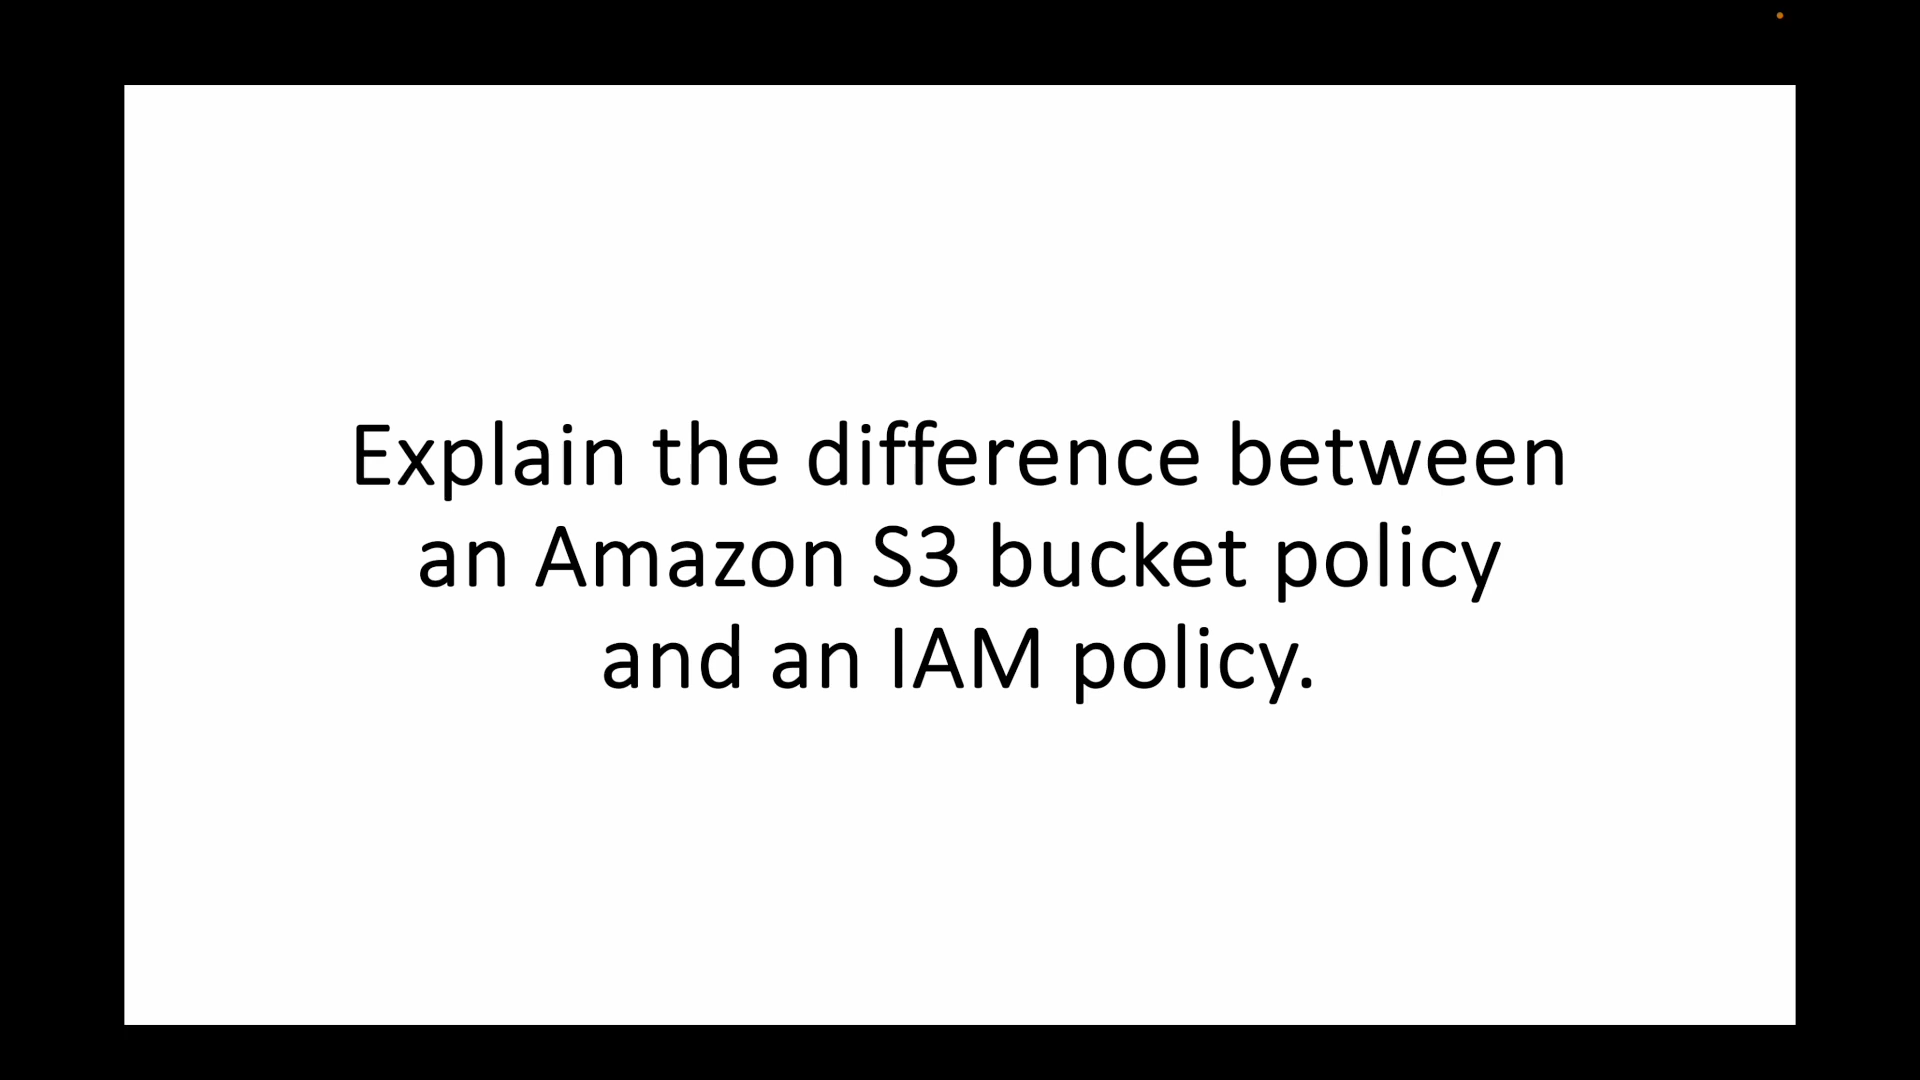 Explain the difference between
an Amazon S3 bucket policy
and an IAM policy.